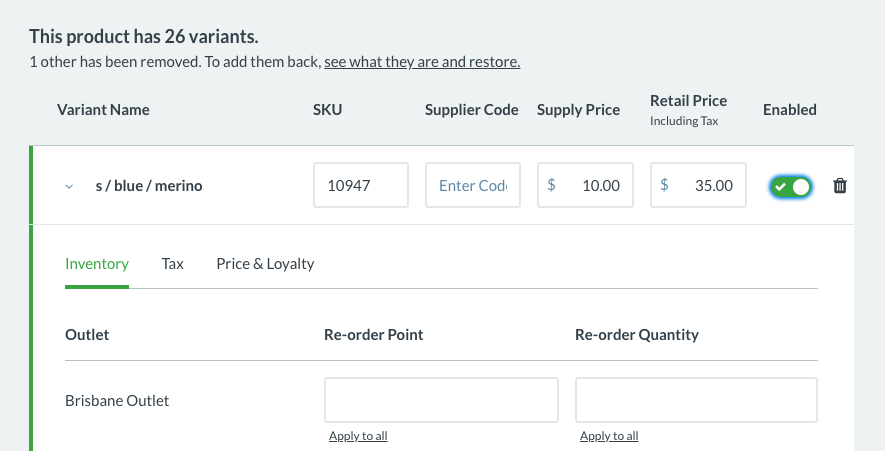 This product has 26 variants.
1 other has been removed. To add them back, see what they are and restore.
Variant Name SKU Supplier Code Supply Price Retail Price Including Tax Enabled
s / blue / merino 10947 Enter Cod $ 10.00 $ 35.00
Inventory Tax Price & Loyalty
Outlet Re-order Point Re-order Quantity
Brisbane Outlet
Apply to all Apply to all